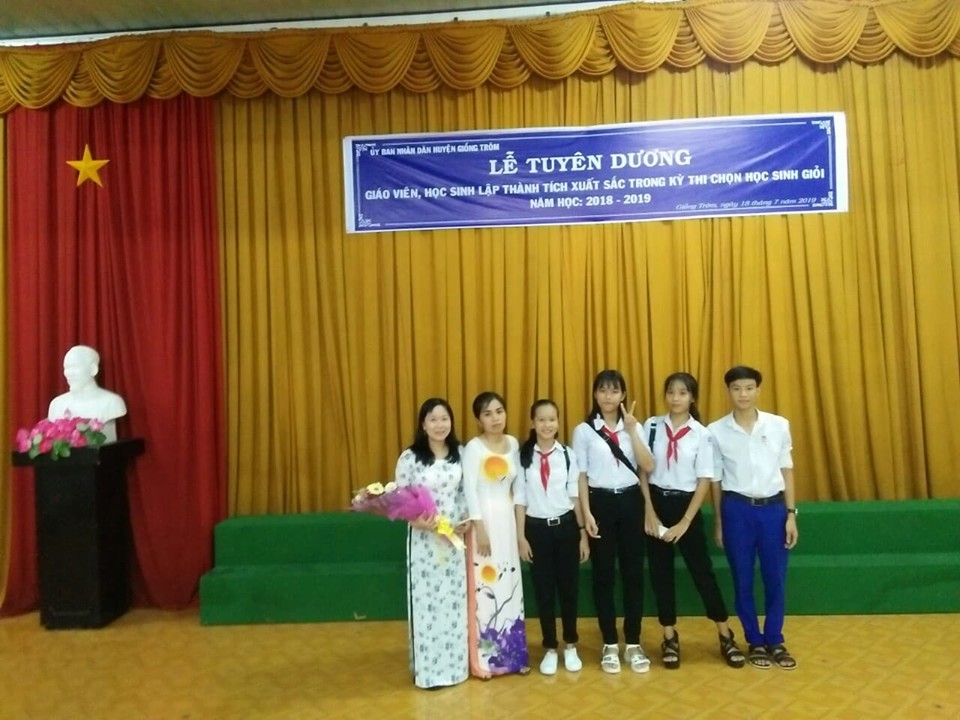 ỦY BAN NHÂN DÂN HUYỆN GIỒNG TRÔM
LỄ TUYÊN DƯƠNG
GIÁO VIÊN, HỌC SINH LẬP THÀNH TÍCH XUẤT SẮC TRONG KỲ THI CHỌN HỌC SINH GIỎI
NĂM HỌC: 2018 - 2019
Giồng Trôm, ngày 18 tháng 7 năm 2019